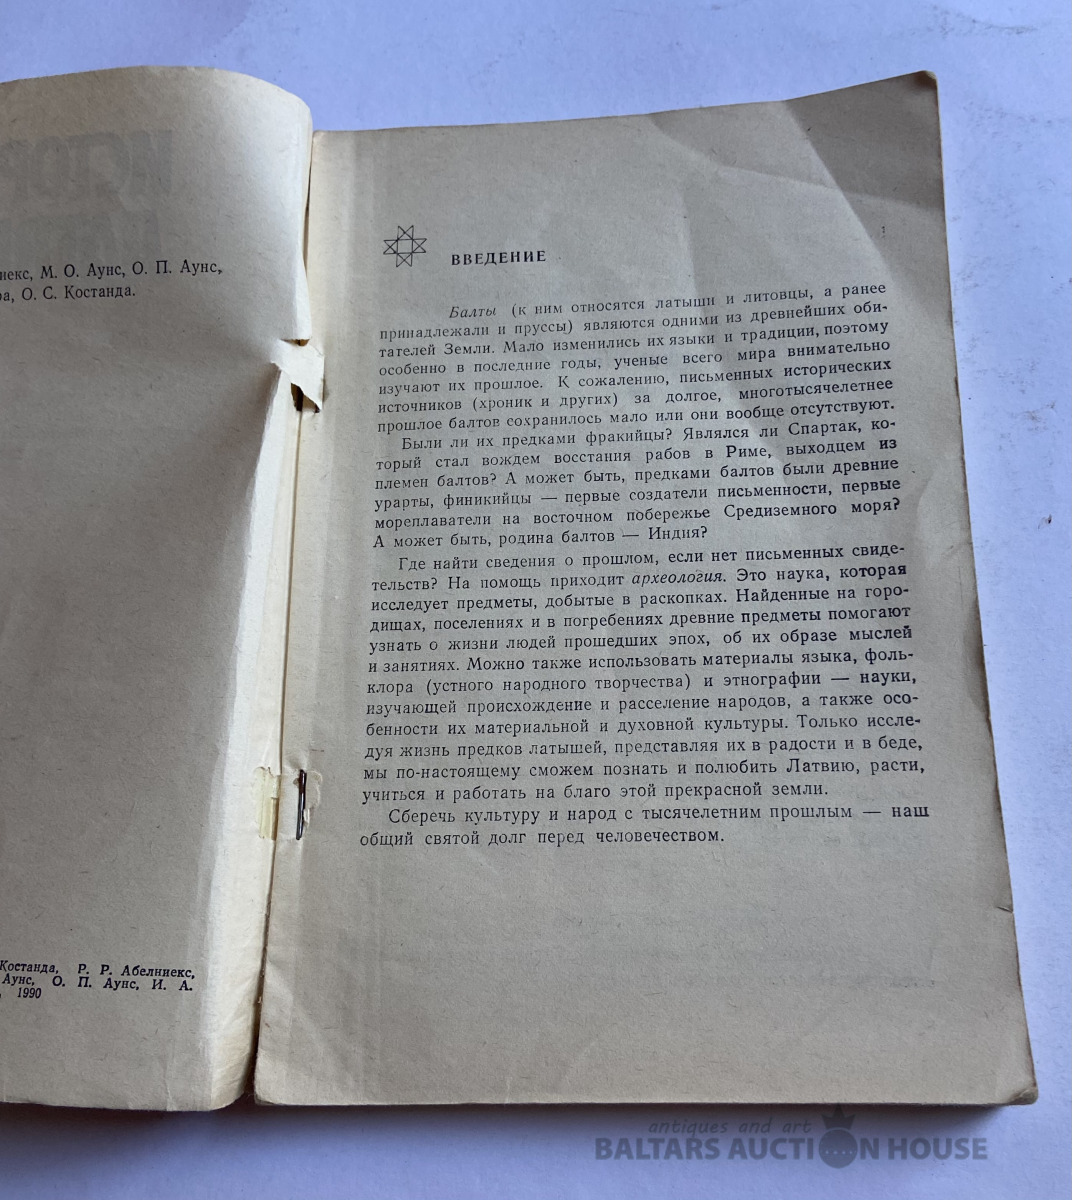 М. О. Аунс, О. П. Аунс,
О. С. Костанда.
Костанда, Р. Р. Абелниекс,
Аунс, О. П. Аунс, И. А.
1990
ВВЕДЕНИЕ
Балты (к ним относятся латыши и литовцы, а ранее
принадлежали и пруссы) являются одними из древнейших оби-
тателей Земли. Мало изменились их языки и традиции, поэтому
особенно в последние годы, ученые всего мира внимательно
изучают их прошлое. К сожалению, письменных исторических
источников (хроник и других) за долгое, многотысячелетнее
прошлое балтов сохранилось мало или они вообще отсутствуют.
Были ли их предками фракийцы? Являлся ли Спартак, ко-
торый стал вождем восстания рабов в Риме, выходцем из
племен балтов? А может быть, предками балтов были древние
урарты, финикийцы — первые создатели письменности, первые
мореплаватели на восточном побережье Средиземного моря?
А может быть, родина балтов — Индия?
Где найти сведения о прошлом, если нет письменных свиде-
тельств? На помощь приходит археология. Это наука, которая
исследует предметы, добытые в раскопках. Найденные на горо-
дищах, поселениях и в погребениях древние предметы помогают
узнать о жизни людей прошедших эпох, об их образе мыслей
и занятиях. Можно также использовать материалы языка, фоль-
клора (устного народного творчества) и этнографии — науки,
изучающей происхождение и расселение народов, а также осо-
бенности их материальной и духовной культуры. Только иссле-
дуя жизнь предков латышей, представляя их в радости и в беде,
мы по-настоящему сможем познать и полюбить Латвию, расти,
учиться и работать на благо этой прекрасной земли.
Сберечь культуру и народ с тысячелетним прошлым — наш
общий святой долг перед человечеством.
antiques and art
BALTARS AUCTION HOUSE